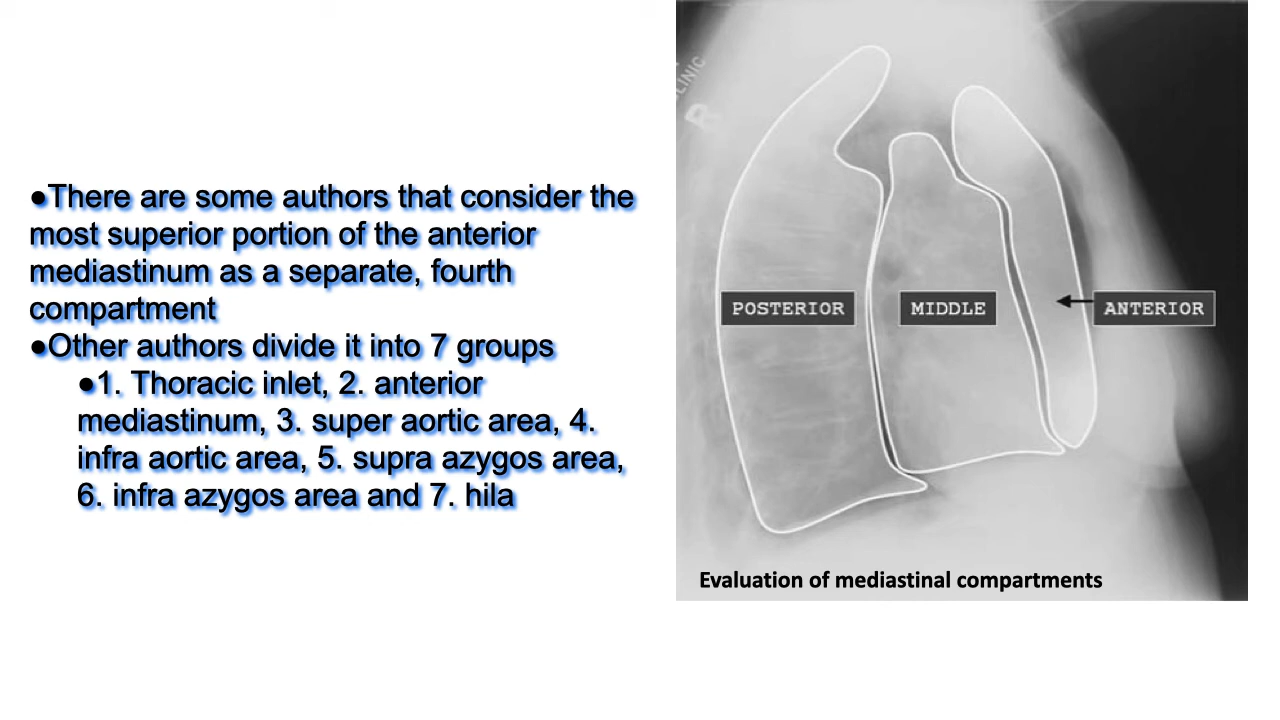 ●There are some authors that consider the
most superior portion of the anterior
mediastinum as a separate, fourth
compartment
●Other authors divide it into 7 groups
●1. Thoracic inlet, 2. anterior
mediastinum, 3. super aortic area, 4.
infra aortic area, 5. supra azygos area,
6. infra azygos area and 7. hila
LINIC
R
POSTERIOR
MIDDLE
ANTERIOR
Evaluation of mediastinal compartments